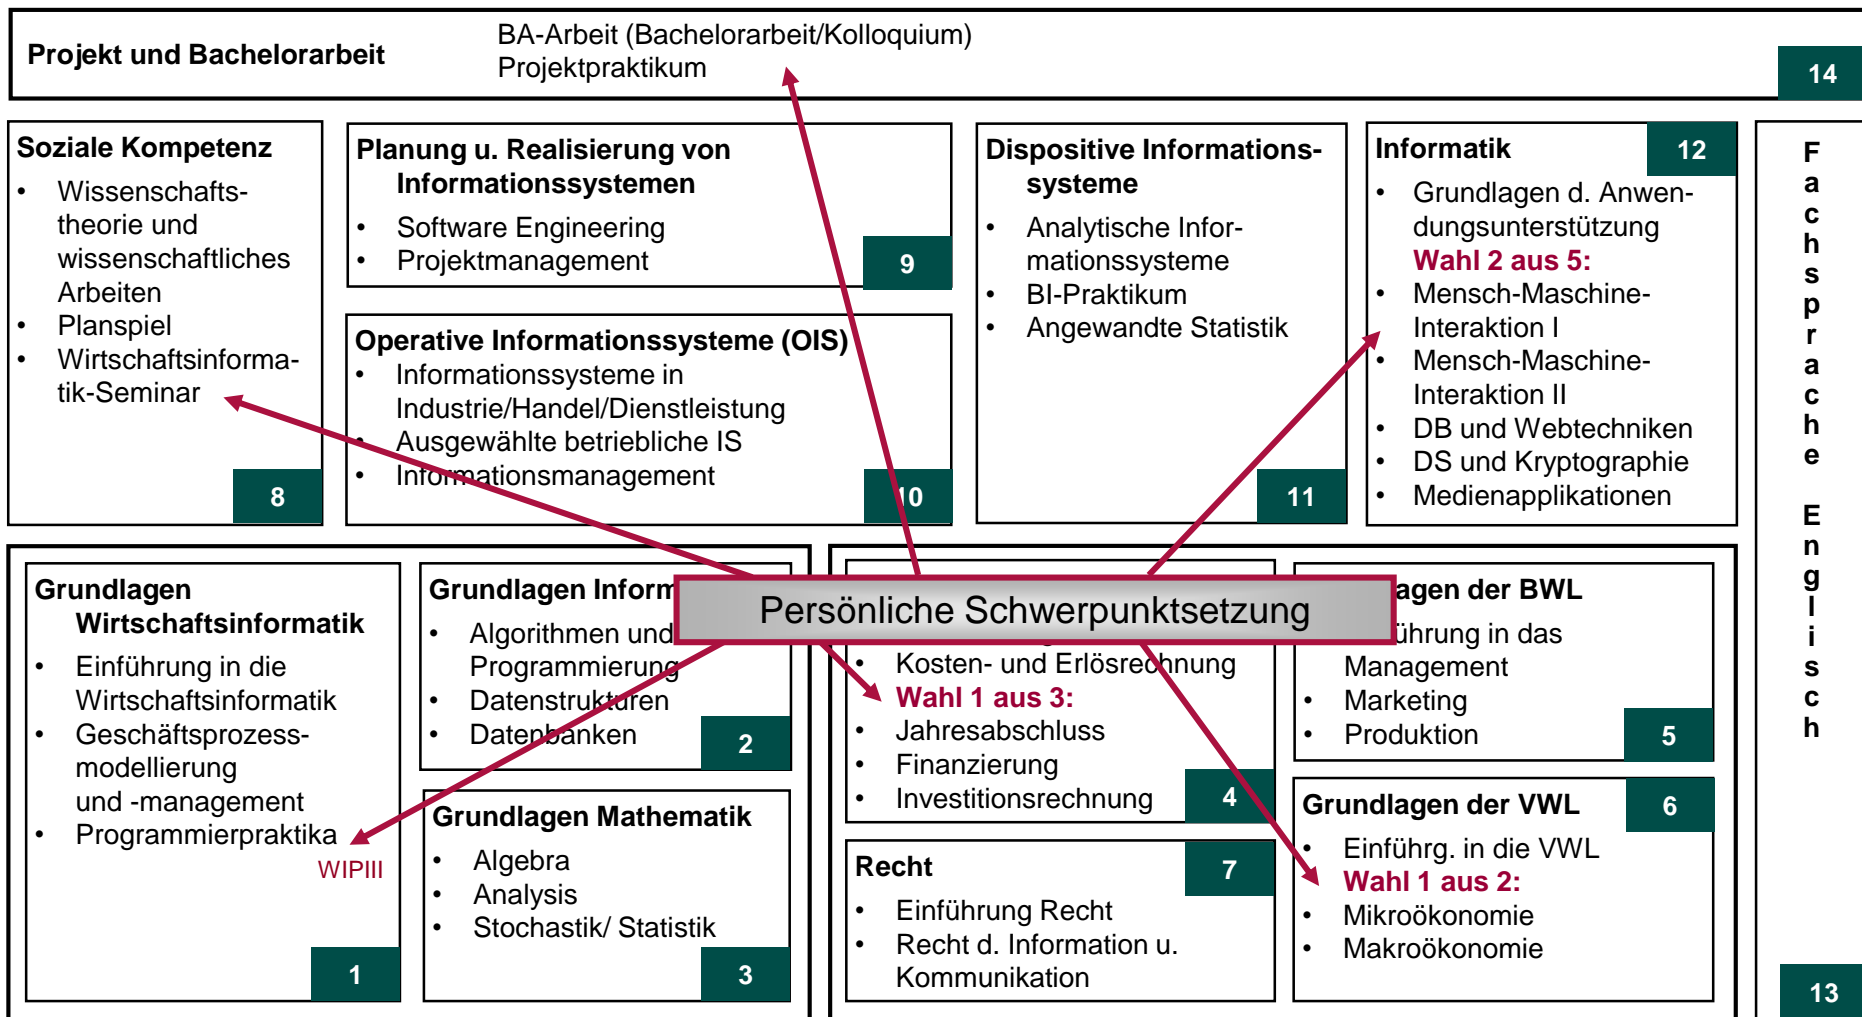 Projekt und Bachelorarbeit
BA-Arbeit (Bachelorarbeit/Kolloquium)
Projektpraktikum
14
Soziale Kompetenz
• Wissenschafts-
theorie und
wissenschaftliches
Arbeiten
• Planspiel
• Wirtschaftsinforma-
tik-Seminar
8
Planung u. Realisierung von
Informationssystemen
• Software Engineering
• Projektmanagement
9
Operative Informationssysteme (OIS)
• Informationssysteme in
Industrie/Handel/Dienstleistung
• Ausgewählte betriebliche IS
• Informationsmanagement
10
Dispositive Informations-
systeme
• Analytische Infor-
mationssysteme
• BI-Praktikum
• Angewandte Statistik
11
Informatik
12
• Grundlagen d. Anwen-
dungsunterstützung
Wahl 2 aus 5:
• Mensch-Maschine-
Interaktion I
• Mensch-Maschine-
Interaktion II
• DB und Webtechniken
• DS und Kryptographie
• Medienapplikationen
Fachsprache Englisch
13
Persönliche Schwerpunktsetzung
Grundlagen
Wirtschaftsinformatik
• Einführung in die
Wirtschaftsinformatik
• Geschäftsprozess-
modellierung
und -management
• Programmierpraktika
WIPIII
1
Grundlagen Inform
• Algorithmen und
Programmierung
• Datenstrukturen
• Datenbanken
2
Grundlagen Mathematik
• Algebra
• Analysis
• Stochastik/ Statistik
3
• Kosten- und Erlösrechnung
Wahl 1 aus 3:
• Jahresabschluss
• Finanzierung
• Investitionsrechnung
4
Recht
7
• Einführung Recht
• Recht d. Information u.
Kommunikation
agen der BWL
ührung in das
Management
• Marketing
• Produktion
5
Grundlagen der VWL
6
• Einführg. in die VWL
Wahl 1 aus 2:
• Mikroökonomie
• Makroökonomie